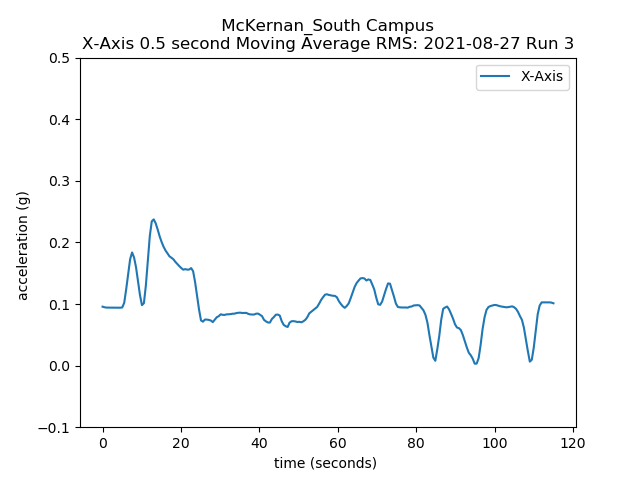 McKernan_South Campus
X-Axis 0.5 second Moving Average RMS: 2021-08-27 Run 3
X-Axis
acceleration (g)
0.5
0.4
0.3
0.2
0.1
0.0
−0.1
0 20 40 60 80 100 120
time (seconds)